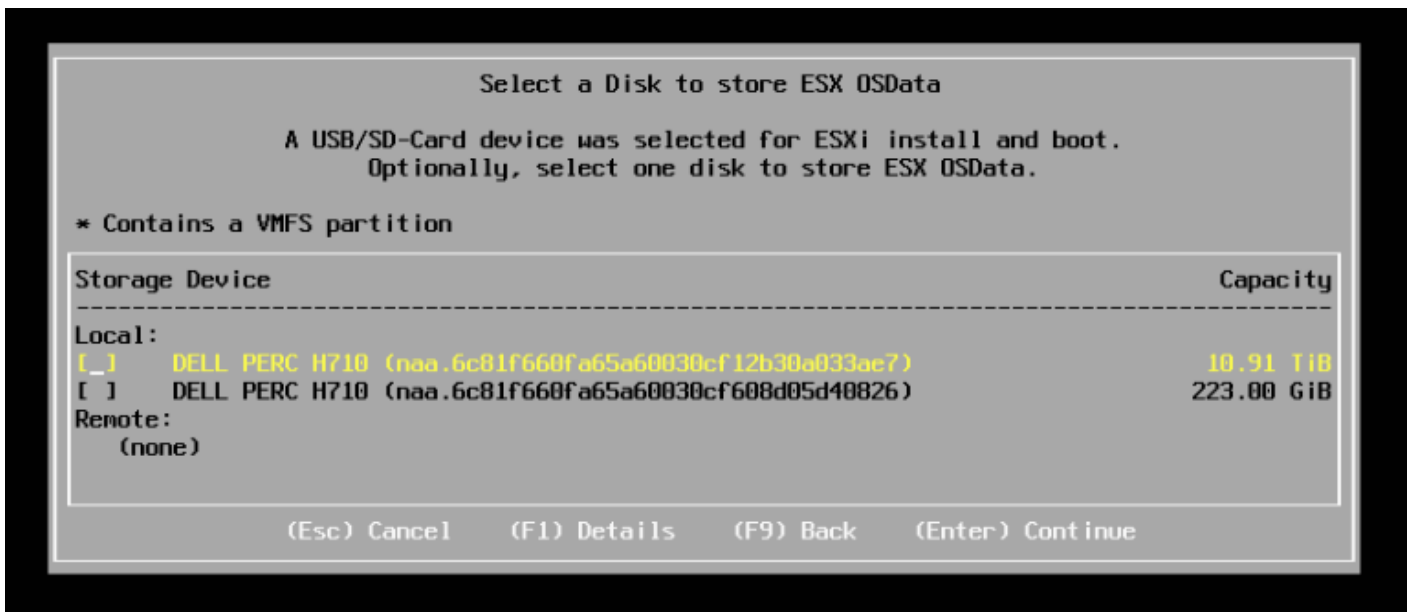 Select a Disk to store ESX OSData
A USB/SD-Card device was selected for ESXi install and boot.
Optionally, select one disk to store ESX OSData.
* Contains a VMFS partition
Storage Device Capacity
--------------------------------------------------------------------------------
Local:
[_] DELL PERC H710 (naa.6c81f660fa65a60030cf12b30a033ae7) 10.91 TiB
[ ] DELL PERC H710 (naa.6c81f660fa65a60030cf608d05d40826) 223.00 GiB
Remote:
(none)
(Esc) Cancel (F1) Details (F9) Back (Enter) Continue